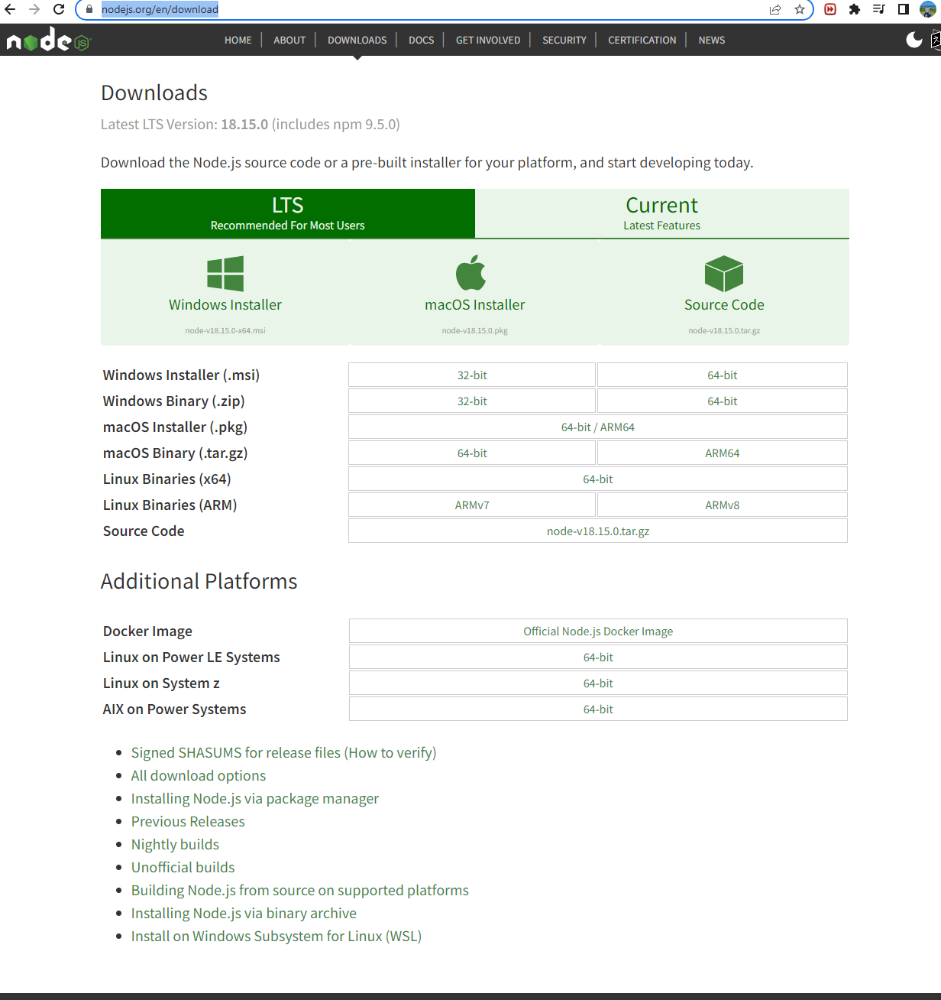 nodejs.org/en/download
node JS
HOME ABOUT DOWNLOADS DOCS GET INVOLVED SECURITY CERTIFICATION NEWS
Downloads
Latest LTS Version: 18.15.0 (includes npm 9.5.0)
Download the Node.js source code or a pre-built installer for your platform, and start developing today.
LTS Current
Recommended For Most Users Latest Features
Windows Installer macOS Installer Source Code
node-v18.15.0-x64.msi node-v18.15.0.pkg node-v18.15.0.tar.gz
Windows Installer (.msi) 32-bit 64-bit
Windows Binary (.zip) 32-bit 64-bit
macOS Installer (.pkg) 64-bit / ARM64
macOS Binary (.tar.gz) 64-bit ARM64
Linux Binaries (x64) 64-bit
Linux Binaries (ARM) ARMv7 ARMv8
Source Code node-v18.15.0.tar.gz
Additional Platforms
Docker Image Official Node.js Docker Image
Linux on Power LE Systems 64-bit
Linux on System z 64-bit
AIX on Power Systems 64-bit
Signed SHASUMS for release files (How to verify)
All download options
Installing Node.js via package manager
Previous Releases
Nightly builds
Unofficial builds
Building Node.js from source on supported platforms
Installing Node.js via binary archive
Install on Windows Subsystem for Linux (WSL)